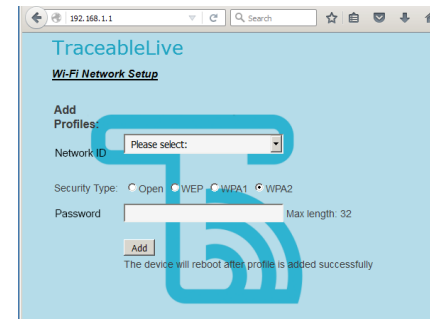 192.168.1.1
Search
TraceableLive
Wi-Fi Network Setup
Add
Profiles:
Network ID
Please select:
Security Type: Open WEP WPA1 WPA2
Password
Max length: 32
Add
The device will reboot after profile is added successfully